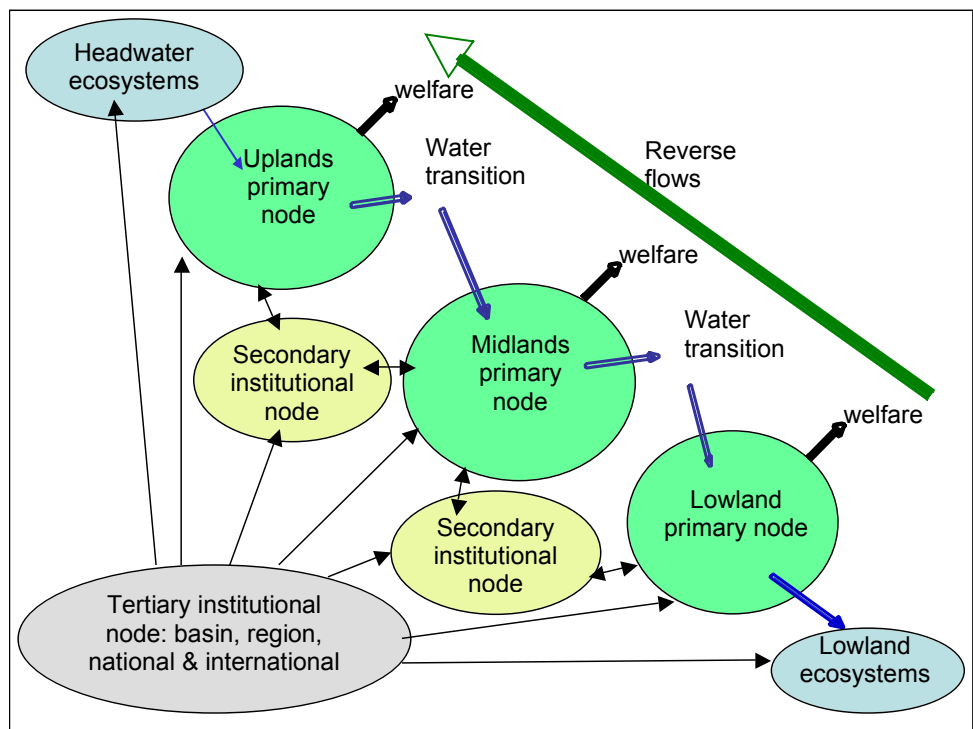 Headwater
ecosystems
welfare
Uplands
primary
node
Water
transition
Reverse
flows
welfare
Secondary
institutional
node
Midlands
primary
node
Water
transition
welfare
Lowland
primary node
Secondary
institutional
node
Tertiary institutional
node: basin, region,
national & international
Lowland
ecosystems